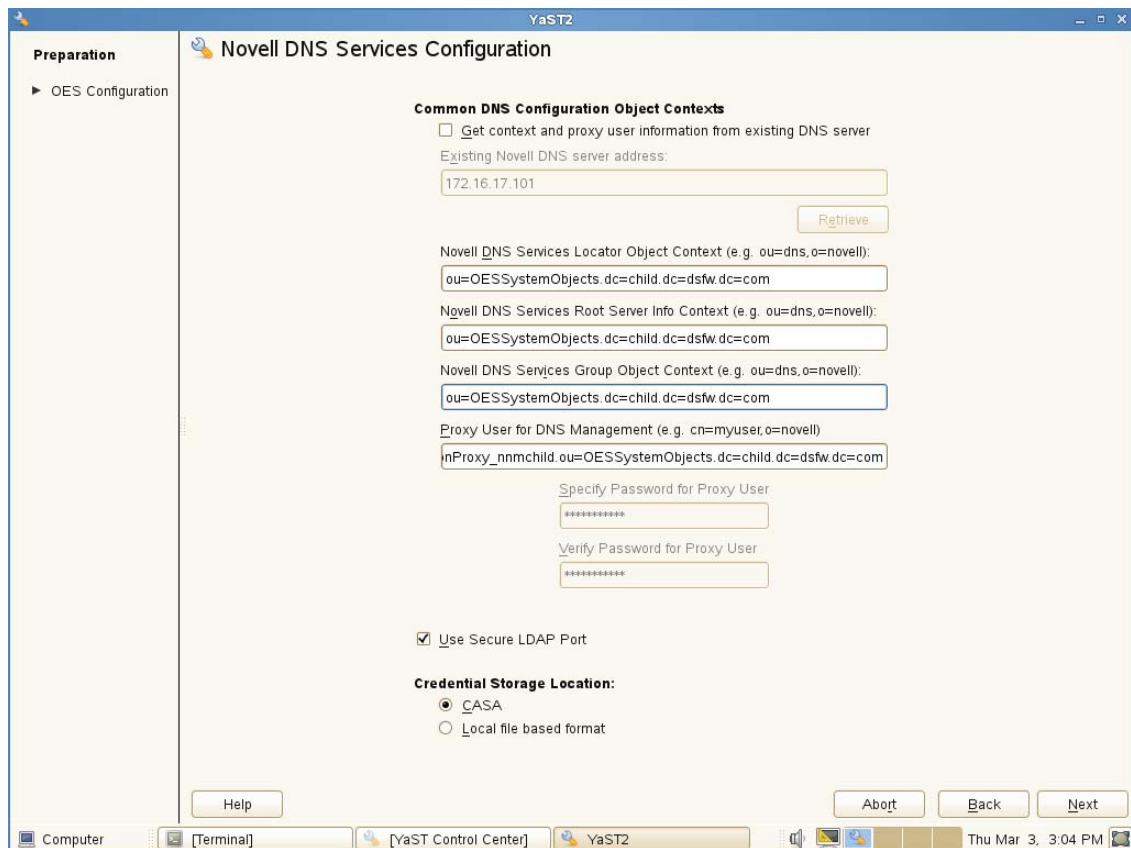 YaST2
Preparation
OES Configuration
Novell DNS Services Configuration
Common DNS Configuration Object Contexts
Get context and proxy user information from existing DNS server
Existing Novell DNS server address:
172.16.17.101
Retrieve
Novell DNS Services Locator Object Context (e.g. ou=dns,o=novell):
ou=OESSystemObjects.dc=child.dc=dsfw.dc=com
Novell DNS Services Root Server Info Context (e.g. ou=dns,o=novell):
ou=OESSystemObjects.dc=child.dc=dsfw.dc=com
Novell DNS Services Group Object Context (e.g. ou=dns,o=novell):
ou=OESSystemObjects.dc=child.dc=dsfw.dc=com
Proxy User for DNS Management (e.g. cn=myuser,o=novell)
nProxy_nnmchild.ou=OESSystemObjects.dc=child.dc=dsfw.dc=com
Specify Password for Proxy User
***********
Verify Password for Proxy User
***********
Use Secure LDAP Port
Credential Storage Location:
CASA
Local file based format
Help
Abort
Back
Next
Computer
[Terminal]
[YaST Control Center]
YaST2
Thu Mar 3, 3:04 PM